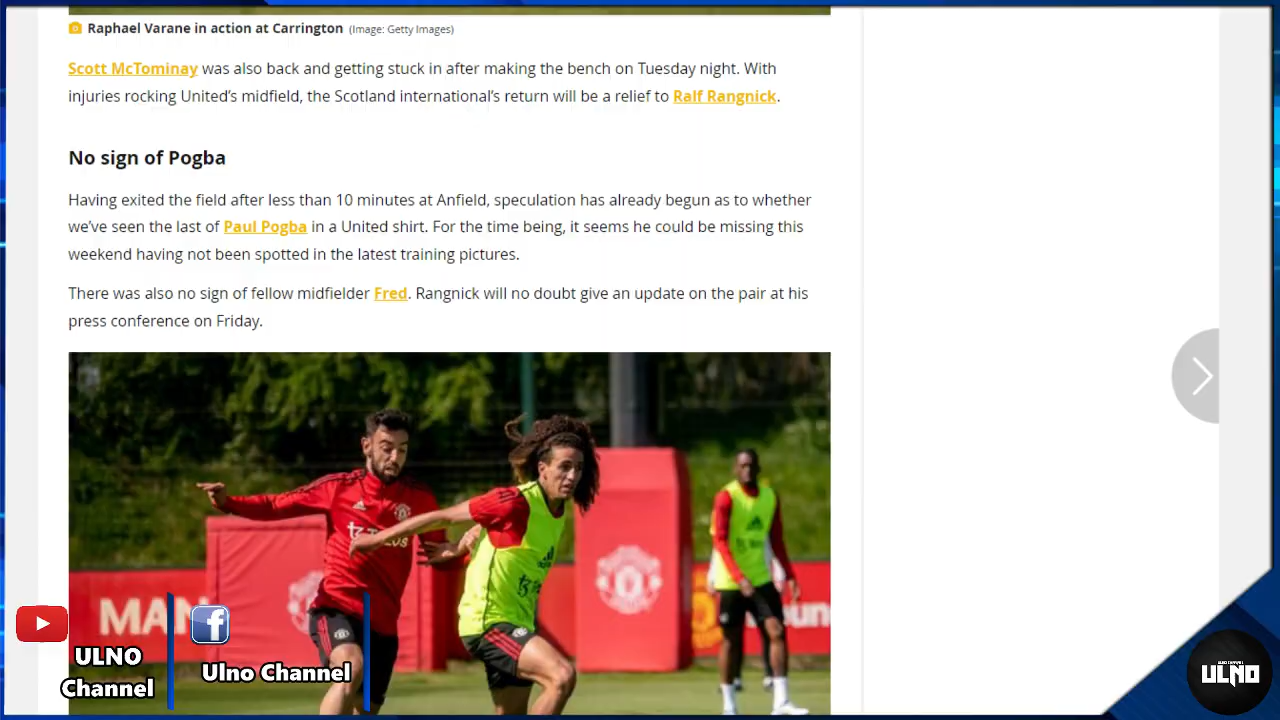 Raphael Varane in action at Carrington (Image: Getty Images)
Scott McTominay was also back and getting stuck in after making the bench on Tuesday night. With
injuries rocking United’s midfield, the Scotland international’s return will be a relief to Ralf Rangnick.
No sign of Pogba
Having exited the field after less than 10 minutes at Anfield, speculation has already begun as to whether
we’ve seen the last of Paul Pogba in a United shirt. For the time being, it seems he could be missing this
weekend having not been spotted in the latest training pictures.
There was also no sign of fellow midfielder Fred. Rangnick will no doubt give an update on the pair at his
press conference on Friday.
MAN
ULNO
Channel
Ulno Channel
ULNO